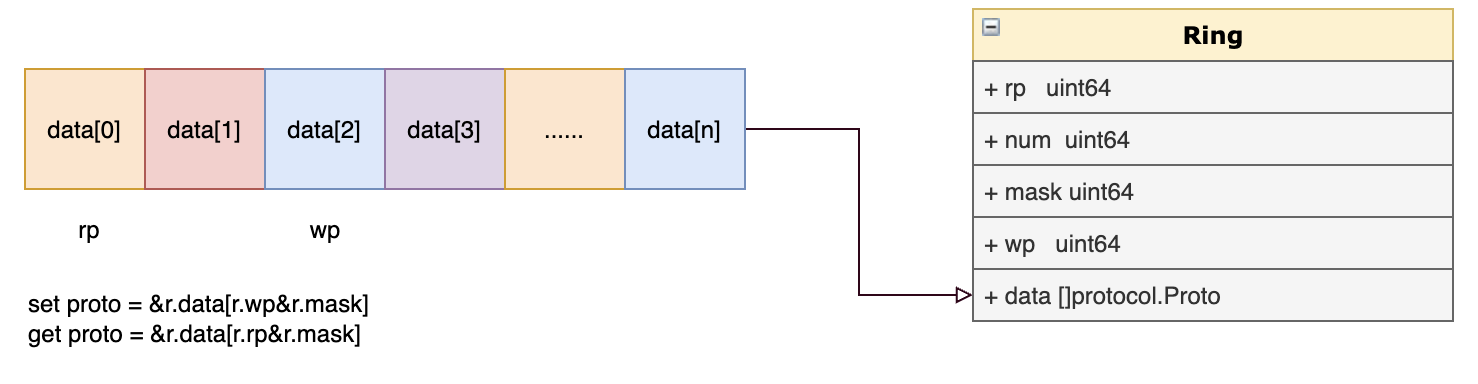 data[0] data[1] data[2] data[3] ...... data[n]
rp wp
set proto = &r.data[r.wp&r.mask]
get proto = &r.data[r.rp&r.mask]
Ring
+ rp uint64
+ num uint64
+ mask uint64
+ wp uint64
+ data []protocol.Proto